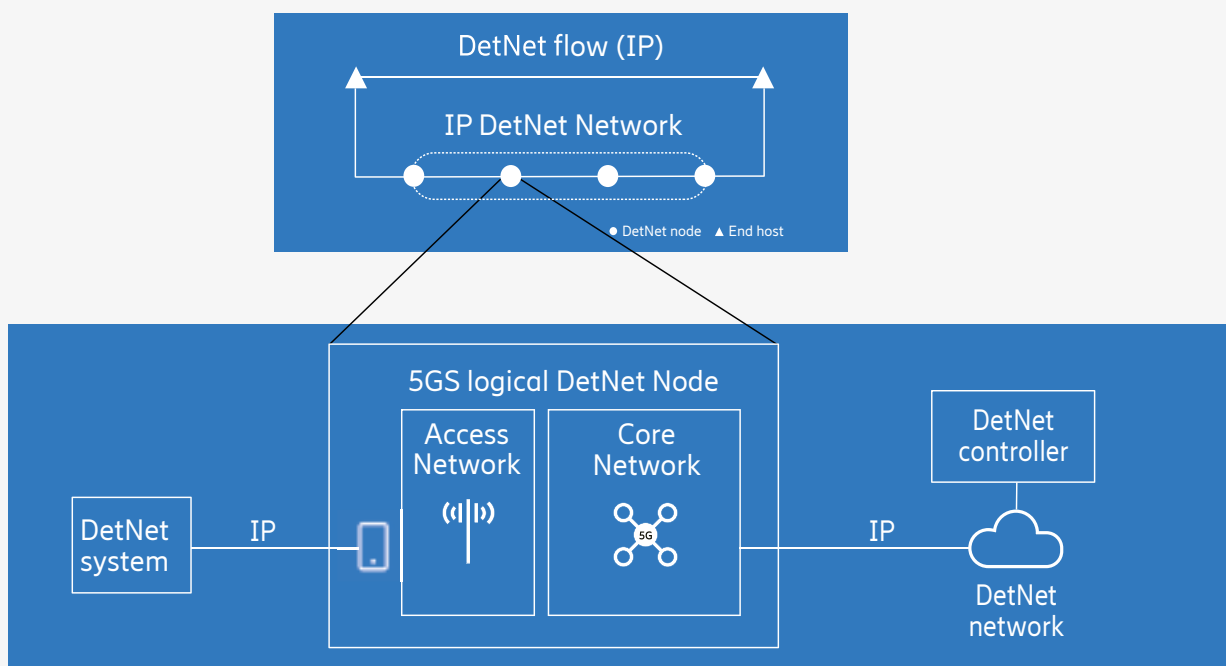 DetNet flow (IP)
IP DetNet Network
DetNet node
End host
5GS logical DetNet Node
Access
Network
Core
Network
5G
DetNet
system
IP
IP
DetNet
controller
DetNet
network